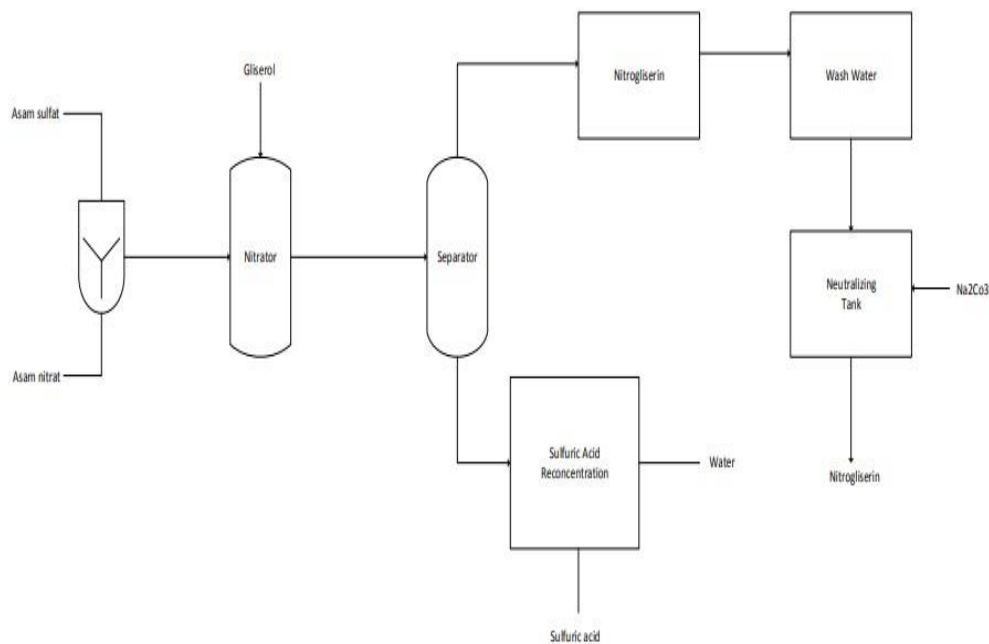 Gliserol
Nitrogliserin
Wash Water
Asam sulfat
Nitrator
Separator
Neutralizing
Tank
Na2Co3
Asam nitrat
Sulfuric Acid
Reconcentration
Water
Nitrogliserin
Sulfuric acid